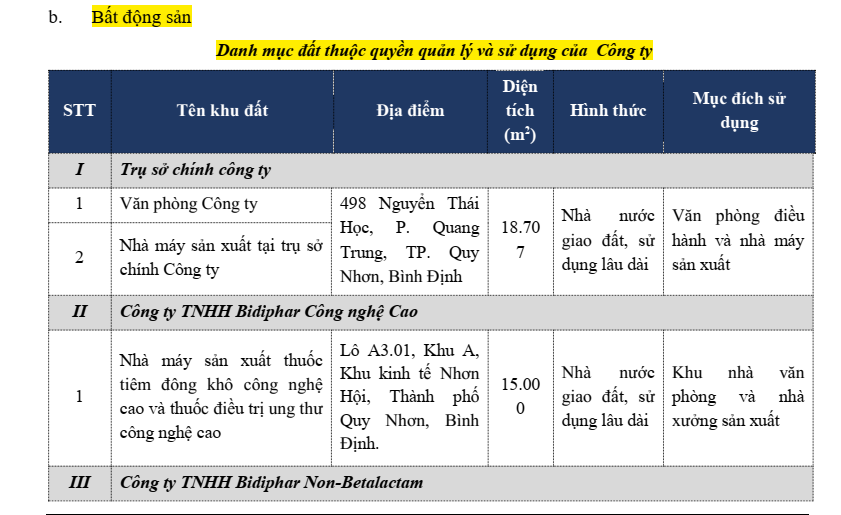 b. Bất động sản
Danh mục đất thuộc quyền quản lý và sử dụng của Công ty
STT
Tên khu đất
Địa điểm
Diện
tích
(m²)
Hình thức
Mục đích sử
dụng
I
Trụ sở chính công ty
1
Văn phòng Công ty
2
Nhà máy sản xuất tại trụ sở
chính Công ty
498 Nguyễn Thái
Học, P. Quang
Trung, TP. Quy
Nhơn, Bình Định
18.70
7
Nhà nước
giao đất, sử
dụng lâu dài
Văn phòng điều
hành và nhà máy
sản xuất
II
Công ty TNHH Bidiphar Công nghệ Cao
1
Nhà máy sản xuất thuốc
tiêm đông khô công nghệ
cao và thuốc điều trị ung thư
công nghệ cao
Lô A3.01, Khu A,
Khu kinh tế Nhơn
Hội, Thành phố
Quy Nhơn, Bình
Định.
15.00
0
Nhà nước
giao đất, sử
dụng lâu dài
Khu nhà văn
phòng và nhà
xưởng sản xuất
III
Công ty TNHH Bidiphar Non-Betalactam